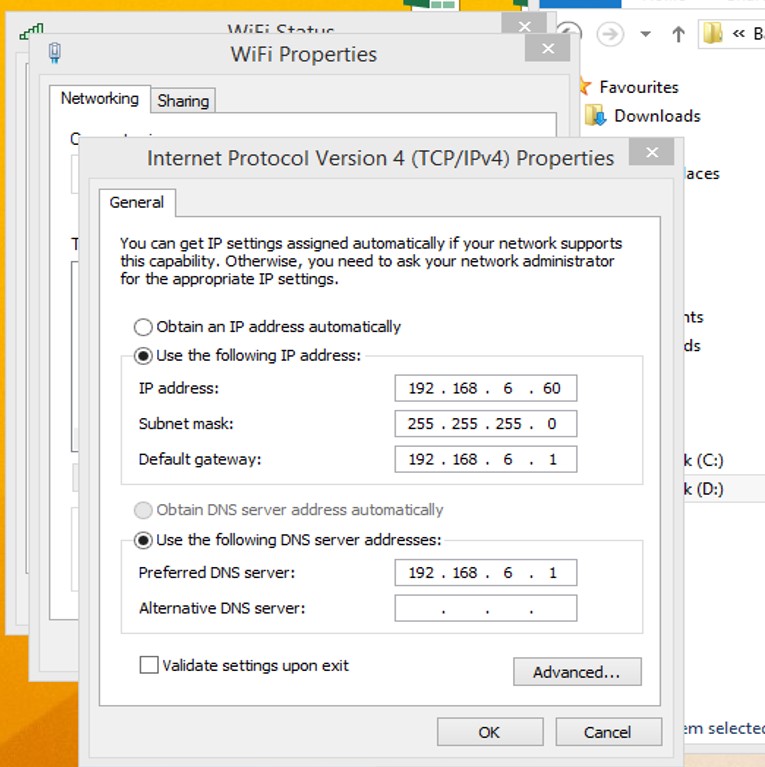 WiFi Status
WiFi Properties
Networking
Sharing
Favourites
Downloads
Internet Protocol Version 4 (TCP/IPv4) Properties
General
You can get IP settings assigned automatically if your network supports
this capability. Otherwise, you need to ask your network administrator
for the appropriate IP settings.
Obtain an IP address automatically
Use the following IP address:
IP address: 192 . 168 . 6 . 60
Subnet mask: 255 . 255 . 255 . 0
Default gateway: 192 . 168 . 6 . 1
Obtain DNS server address automatically
Use the following DNS server addresses:
Preferred DNS server: 192 . 168 . 6 . 1
Alternative DNS server: . . .
Validate settings upon exit
Advanced...
OK
Cancel
k (C:)
k (D:)
em selected